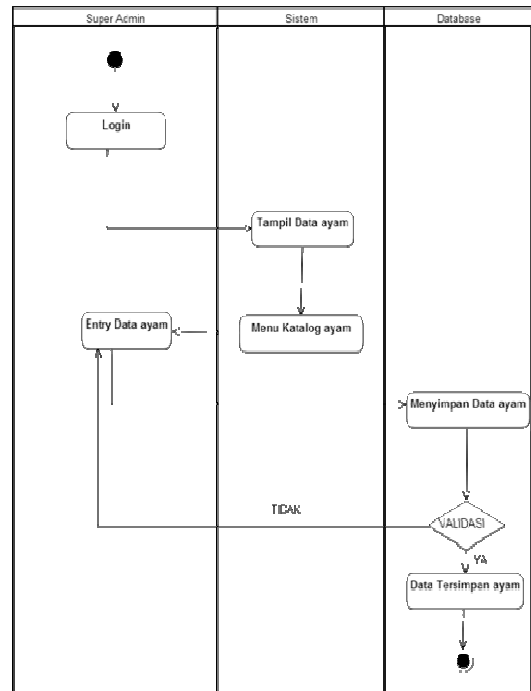 Super Acmin
Sistem
Database
Login
Tampil Data ayam
Entry Data ayam
Menu Katalog ayam
Menyimpan Data ayam
TIDAK
VALIDASI
YA
Data Tersimpan ayam